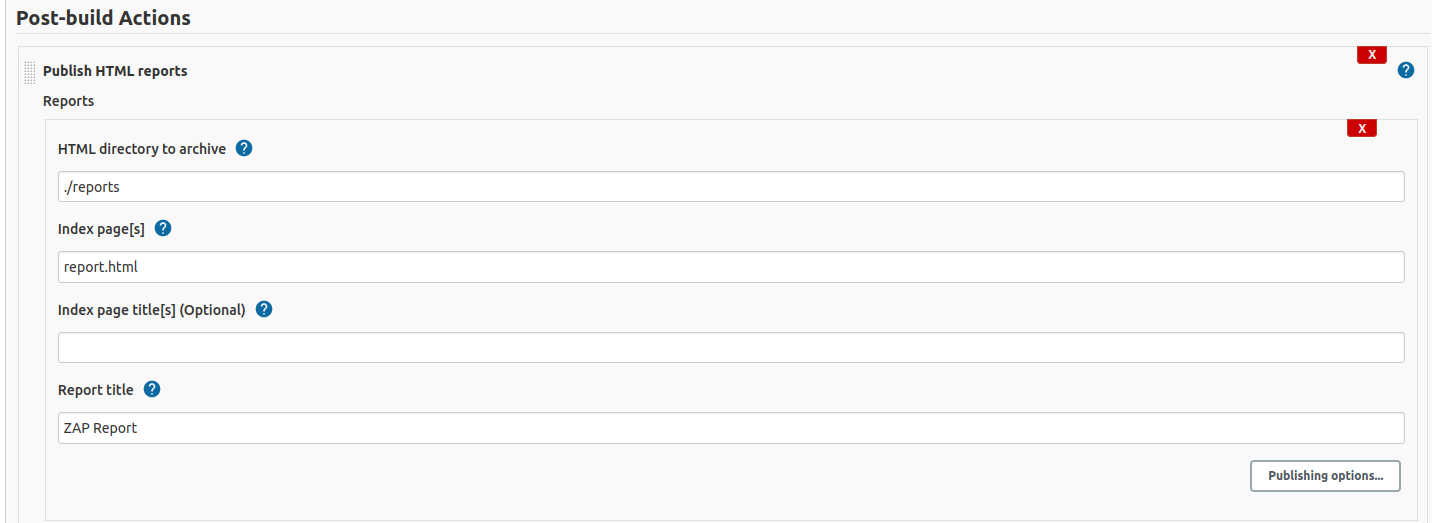 Post-build Actions
X
Publish HTML reports ?
Reports
X
HTML directory to archive ?
./reports
Index page[s] ?
report.html
Index page title[s] (Optional) ?
Report title ?
ZAP Report
Publishing options...